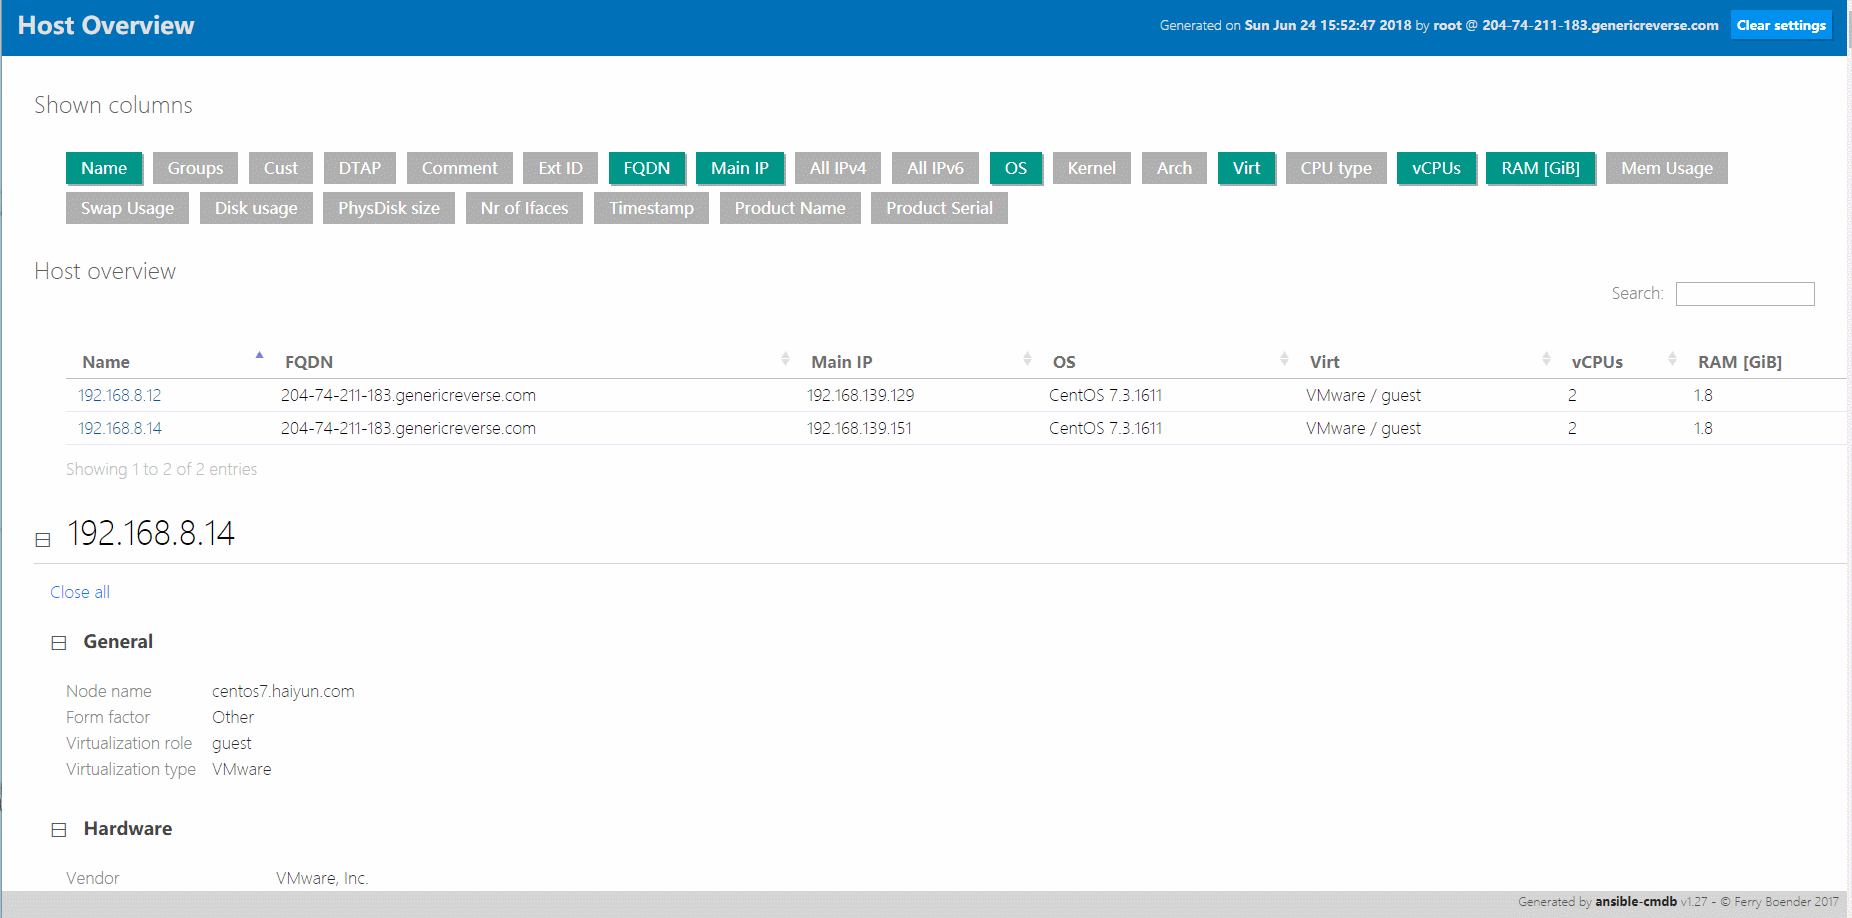 Host Overview
Generated on Sun Jun 24 15:52:47 2018 by root @ 204-74-211-183.genericreverse.com Clear settings
Shown columns
Name Groups Cust DTAP Comment Ext ID FQDN Main IP All IPv4 All IPv6 OS Kernel Arch Virt CPU type vCPUs RAM [GiB] Mem Usage
Swap Usage Disk usage PhysDisk size Nr of Ifaces Timestamp Product Name Product Serial
Host overview
Search:
Name FQDN Main IP OS Virt vCPUs RAM [GiB]
192.168.8.12 204-74-211-183.genericreverse.com 192.168.139.129 CentOS 7.3.1611 VMware / guest 2 1.8
192.168.8.14 204-74-211-183.genericreverse.com 192.168.139.151 CentOS 7.3.1611 VMware / guest 2 1.8
Showing 1 to 2 of 2 entries
192.168.8.14
Close all
General
Node name centos7.haiyun.com
Form factor Other
Virtualization role guest
Virtualization type VMware
Hardware
Vendor VMware, Inc.
Generated by ansible-cmdb v1.27 - © Ferry Boender 2017